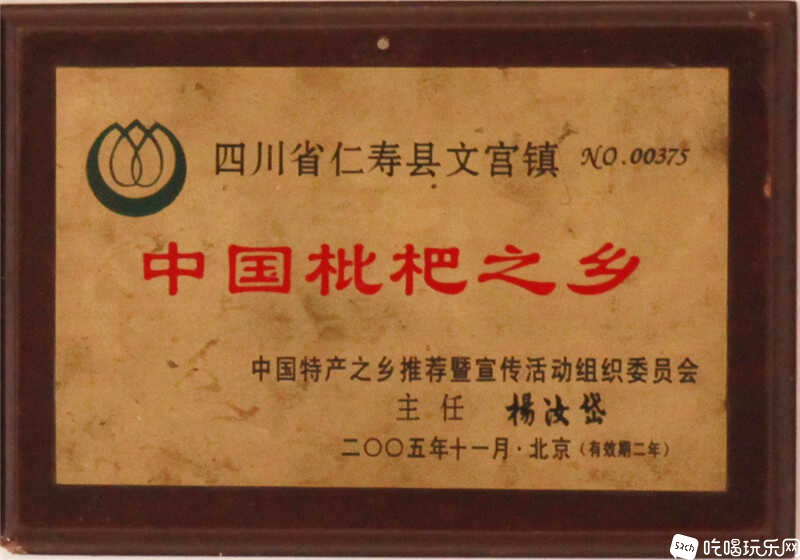 四川省仁寿县文宫镇 NO.00375
中国枇杷之乡
中国特产之乡推荐暨宣传活动组织委员会
主任 楊汝岱
二〇〇五年十一月·北京(有效期二年)
52ch 吃喝玩乐网